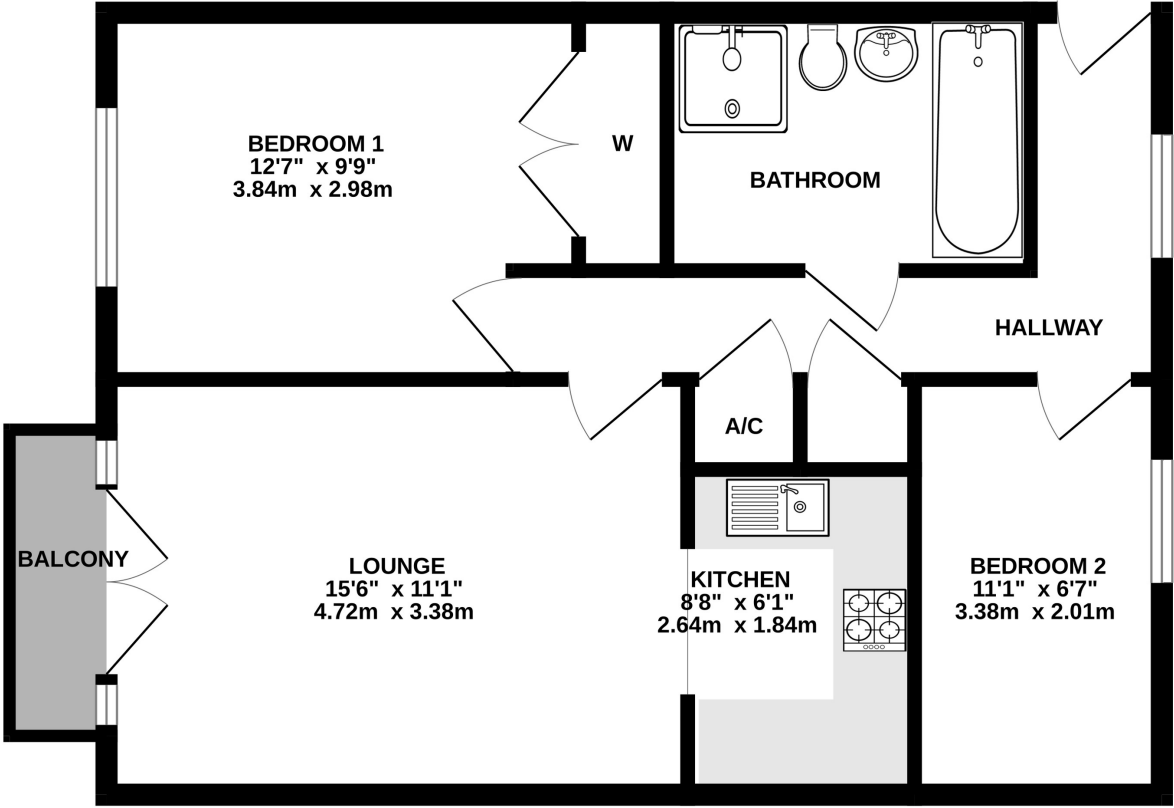 BEDROOM 1
12'7" x 9'9"
3.84m x 2.98m
W
BATHROOM
HALLWAY
A/C
BALCONY
LOUNGE
15'6" x 11'1"
4.72m x 3.38m
KITCHEN
8'8" x 6'1"
2.64m x 1.84m
BEDROOM 2
11'1" x 6'7"
3.38m x 2.01m